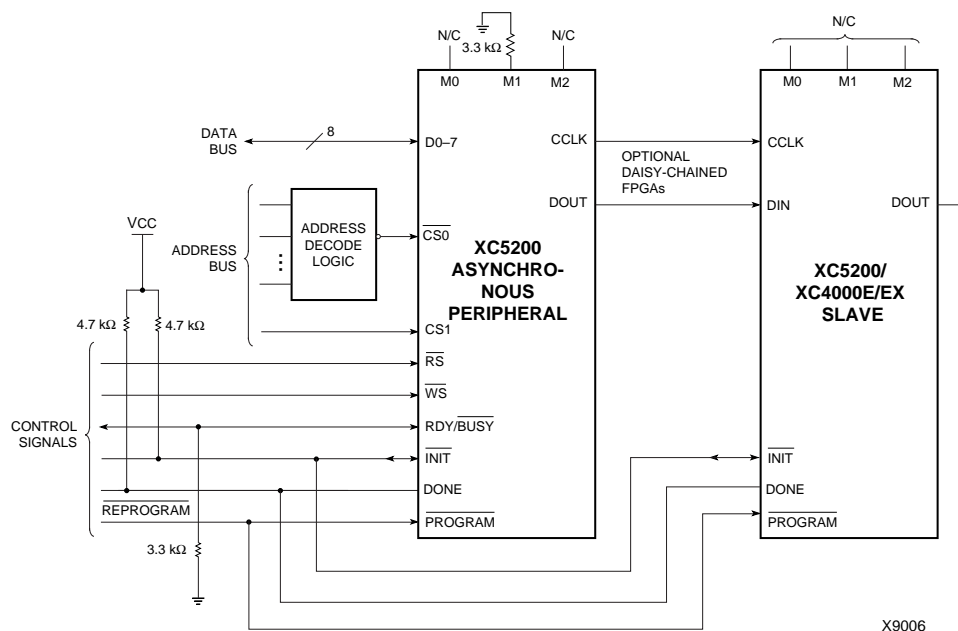 N/C
3.3 kΩ
N/C
N/C
M0
M1
M2
M0
M1
M2
DATA
BUS
8
D0–7
CCLK
CCLK
OPTIONAL
DAISY-CHAINED
FPGAs
DOUT
DIN
DOUT
VCC
ADDRESS
BUS
ADDRESS
DECODE
LOGIC
CS0
XC5200
ASYNCHRO-
NOUS
PERIPHERAL
XC5200/
XC4000E/EX
SLAVE
4.7 kΩ
4.7 kΩ
CS1
RS
WS
CONTROL
SIGNALS
RDY/BUSY
INIT
INIT
DONE
DONE
REPROGRAM
PROGRAM
PROGRAM
3.3 kΩ
X9006